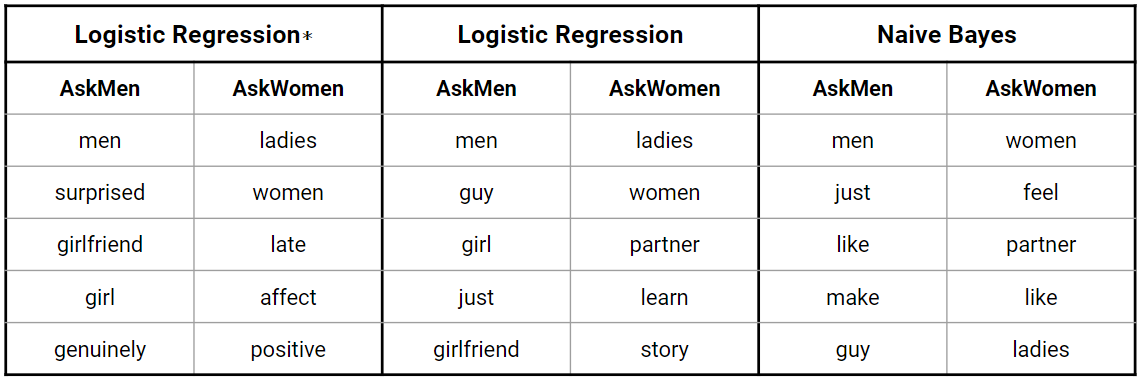 Logistic Regression* Logistic Regression Naive Bayes
AskMen AskWomen AskMen AskWomen AskMen AskWomen
men ladies men ladies men women
surprised women guy women just feel
girlfriend late girl partner like partner
girl affect just learn make like
genuinely positive girlfriend story guy ladies